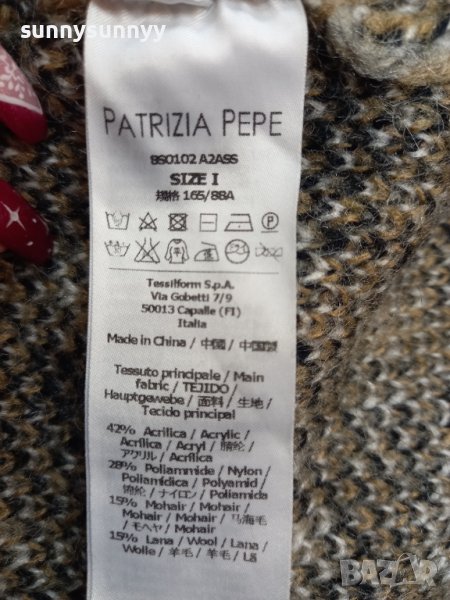 sunnysunnyy
PATRIZIA PEPE
8S0102 A2ASS
SIZE I
规格 165/88A
Tessilform S.p.A.
Via Gobetti 7/9
50013 Capalle (FI)
Italia
Made in China / 中国 / 中国製
Tessuto principale / Main
fabric / TEJIDO /
Hauptgewebe / 面料 / 生地 /
Tecido principal
42% Acrilica / Acrylic /
Acrílica / Acryl / 腈纶 /
アクリル / Acrílica
28% Poliammide / Nylon /
Poliamídica / Polyamid /
锦纶 / ナイロン / Poliamida
15% Mohair / Mohair /
Mohair / Mohair / 马海毛
/ モヘヤ / Mohair
15% Lana / Wool / Lana /
Wolle / 羊毛 / 羊毛 / Lã
BAZAR